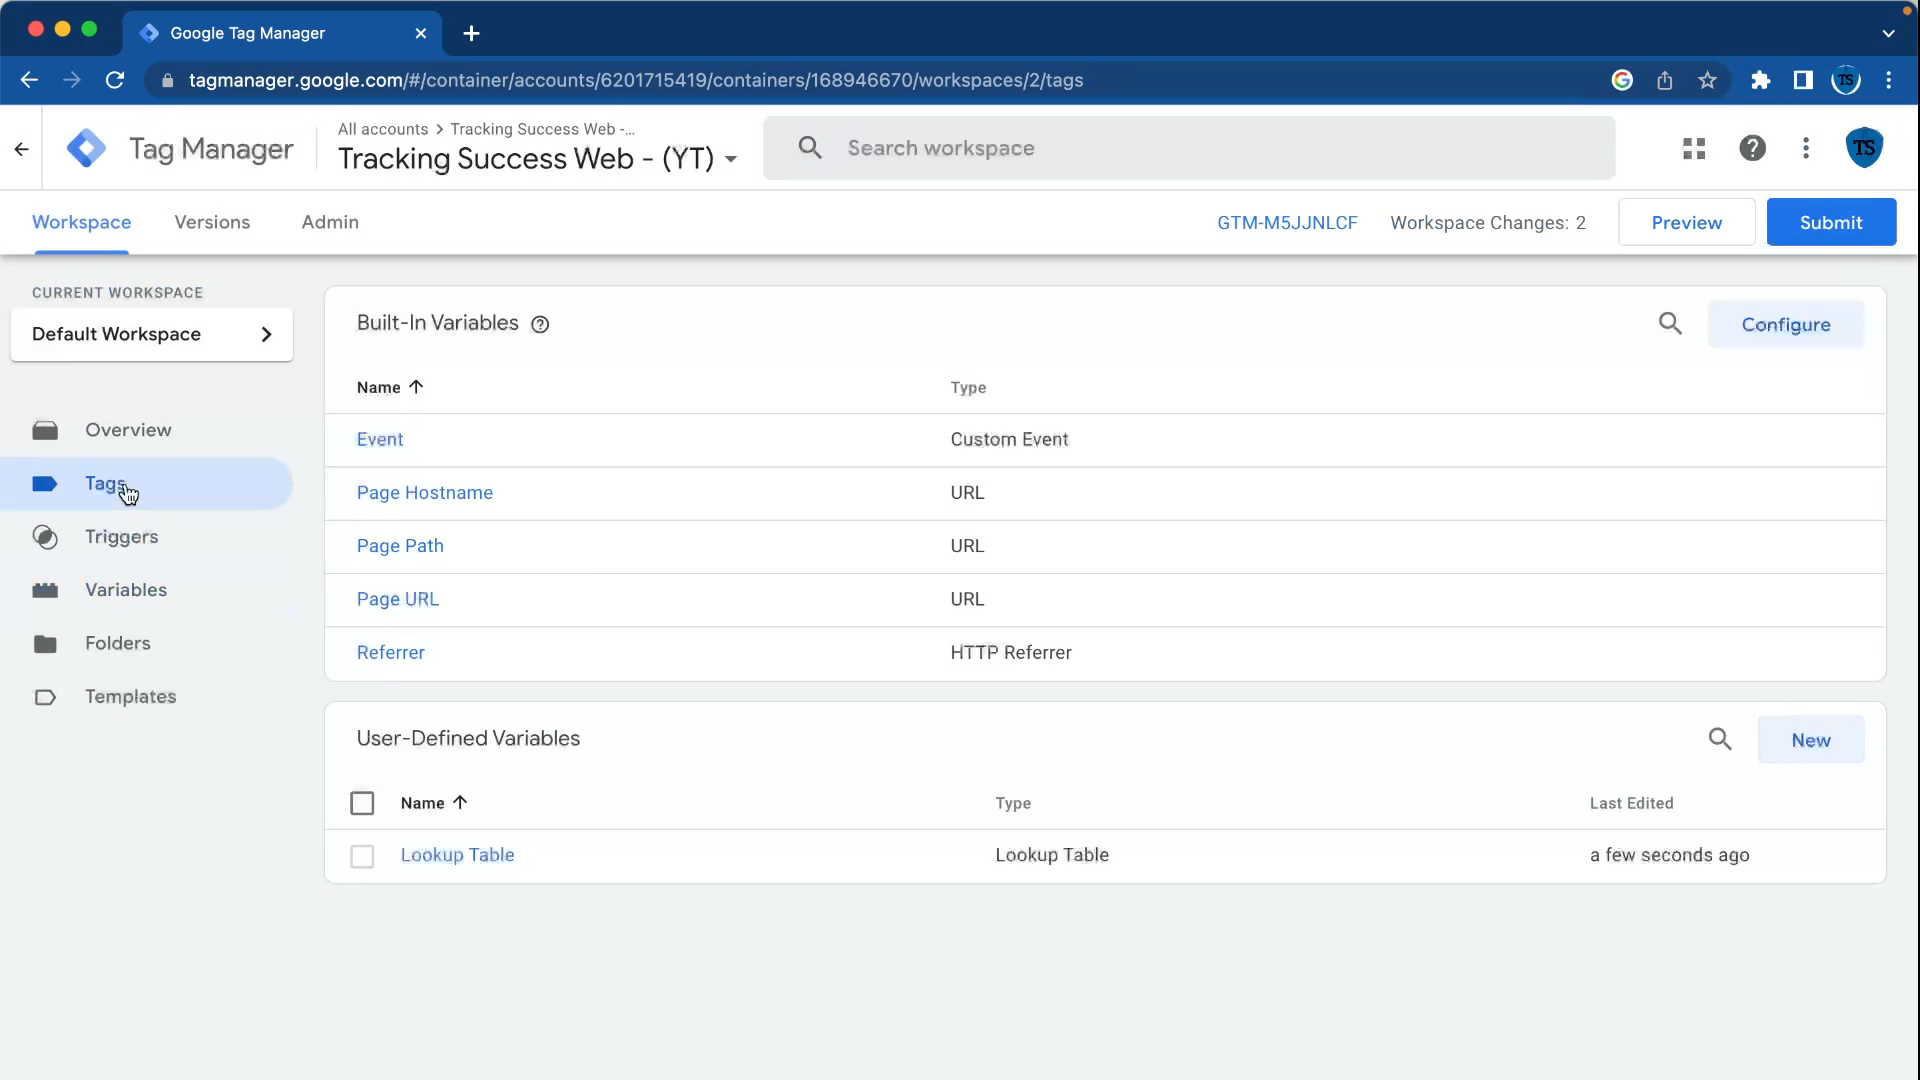 Google Tag Manager
tagmanager.google.com/#/container/accounts/6201715419/containers/168946670/workspaces/2/tags
TS
Tag Manager
All accounts > Tracking Success Web -...
Tracking Success Web - (YT)
Search workspace
TS
Workspace Versions Admin
GTM-M5JJNLCF Workspace Changes: 2 Preview Submit
CURRENT WORKSPACE
Default Workspace
Overview
Tags
Triggers
Variables
Folders
Templates
Built-In Variables
Configure
Name Type
Event Custom Event
Page Hostname URL
Page Path URL
Page URL URL
Referrer HTTP Referrer
User-Defined Variables
New
Name Type Last Edited
Lookup Table Lookup Table a few seconds ago